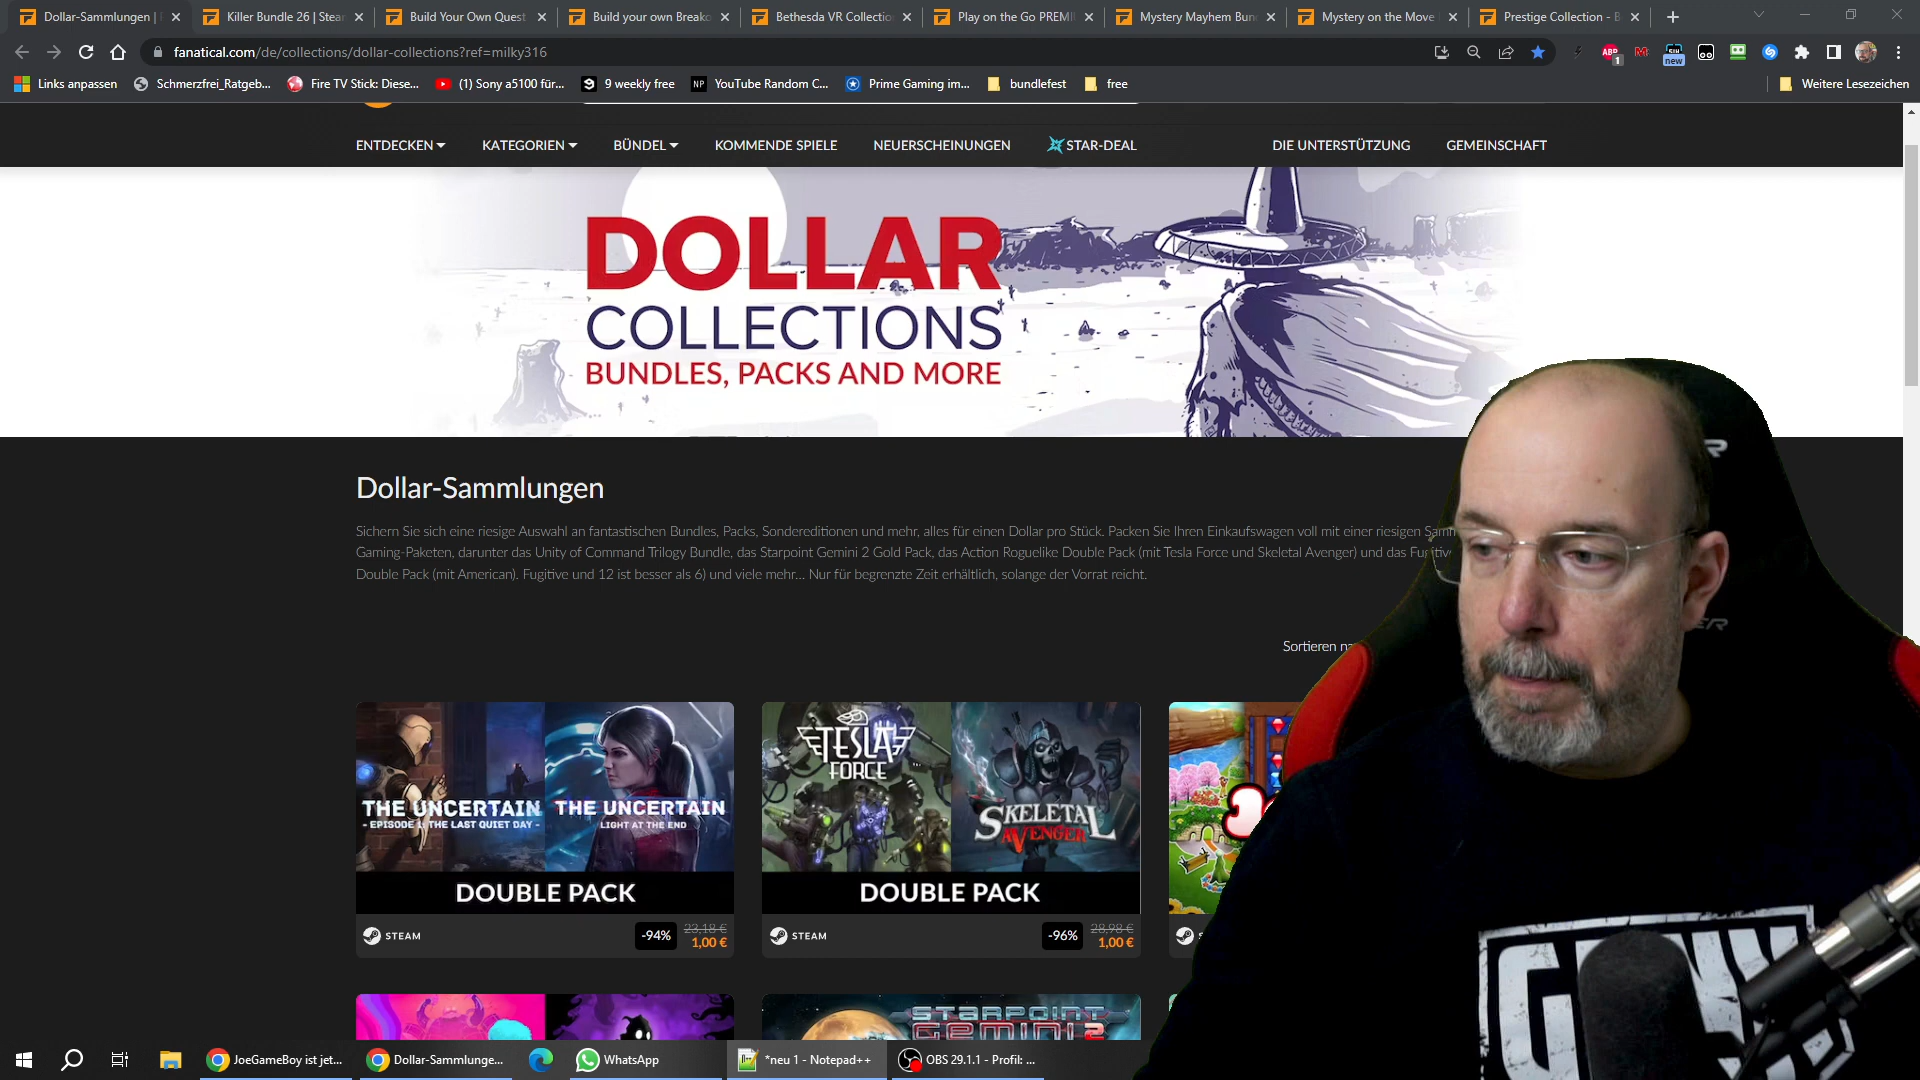 Dollar-Sammlungen |
Killer Bundle 26 | Stea
Build Your Own Quest
Build your own Breako
Bethesda VR Collectio
Play on the Go PREMI
Mystery Mayhem Bun
Mystery on the Move
Prestige Collection - B
fanatical.com/de/collections/dollar-collections?ref=milky316
ABP
1
new
Links anpassen
Schmerzfrei_Ratgeb...
Fire TV Stick: Diese...
(1) Sony a5100 für...
9 weekly free
NP
YouTube Random C...
Prime Gaming im...
bundlefest
free
Weitere Lesezeichen
ENTDECKEN
KATEGORIEN
BÜNDEL
KOMMENDE SPIELE
NEUERSCHEINUNGEN
STAR-DEAL
DIE UNTERSTÜTZUNG
GEMEINSCHAFT
DOLLAR
COLLECTIONS
BUNDLES, PACKS AND MORE
Dollar-Sammlungen
Sichern Sie sich eine riesige Auswahl an fantastischen Bundles, Packs, Sondereditionen und mehr, alles für einen Dollar pro Stück. Packen Sie Ihren Einkaufswagen voll mit einer riesigen Sam
Gaming-Paketen, darunter das Unity of Command Trilogy Bundle, das Starpoint Gemini 2 Gold Pack, das Action Roguelike Double Pack (mit Tesla Force und Skeletal Avenger) und das Fugitiv
Double Pack (mit American). Fugitive und 12 ist besser als 6) und viele mehr... Nur für begrenzte Zeit erhältlich, solange der Vorrat reicht.
Sortieren na
THE UNCERTAIN
- EPISODE 1: THE LAST QUIET DAY -
THE UNCERTAIN
LIGHT AT THE END
DOUBLE PACK
STEAM
-94%
23,18 €
1,00 €
TESLA
FORCE
SKELETAL
AVENGER
DOUBLE PACK
STEAM
-96%
28,98 €
1,00 €
STARPOINT
GEMINI 2
JoeGameBoy ist jet...
Dollar-Sammlunge...
WhatsApp
*neu 1 - Notepad++
OBS 29.1.1 - Profil: ...